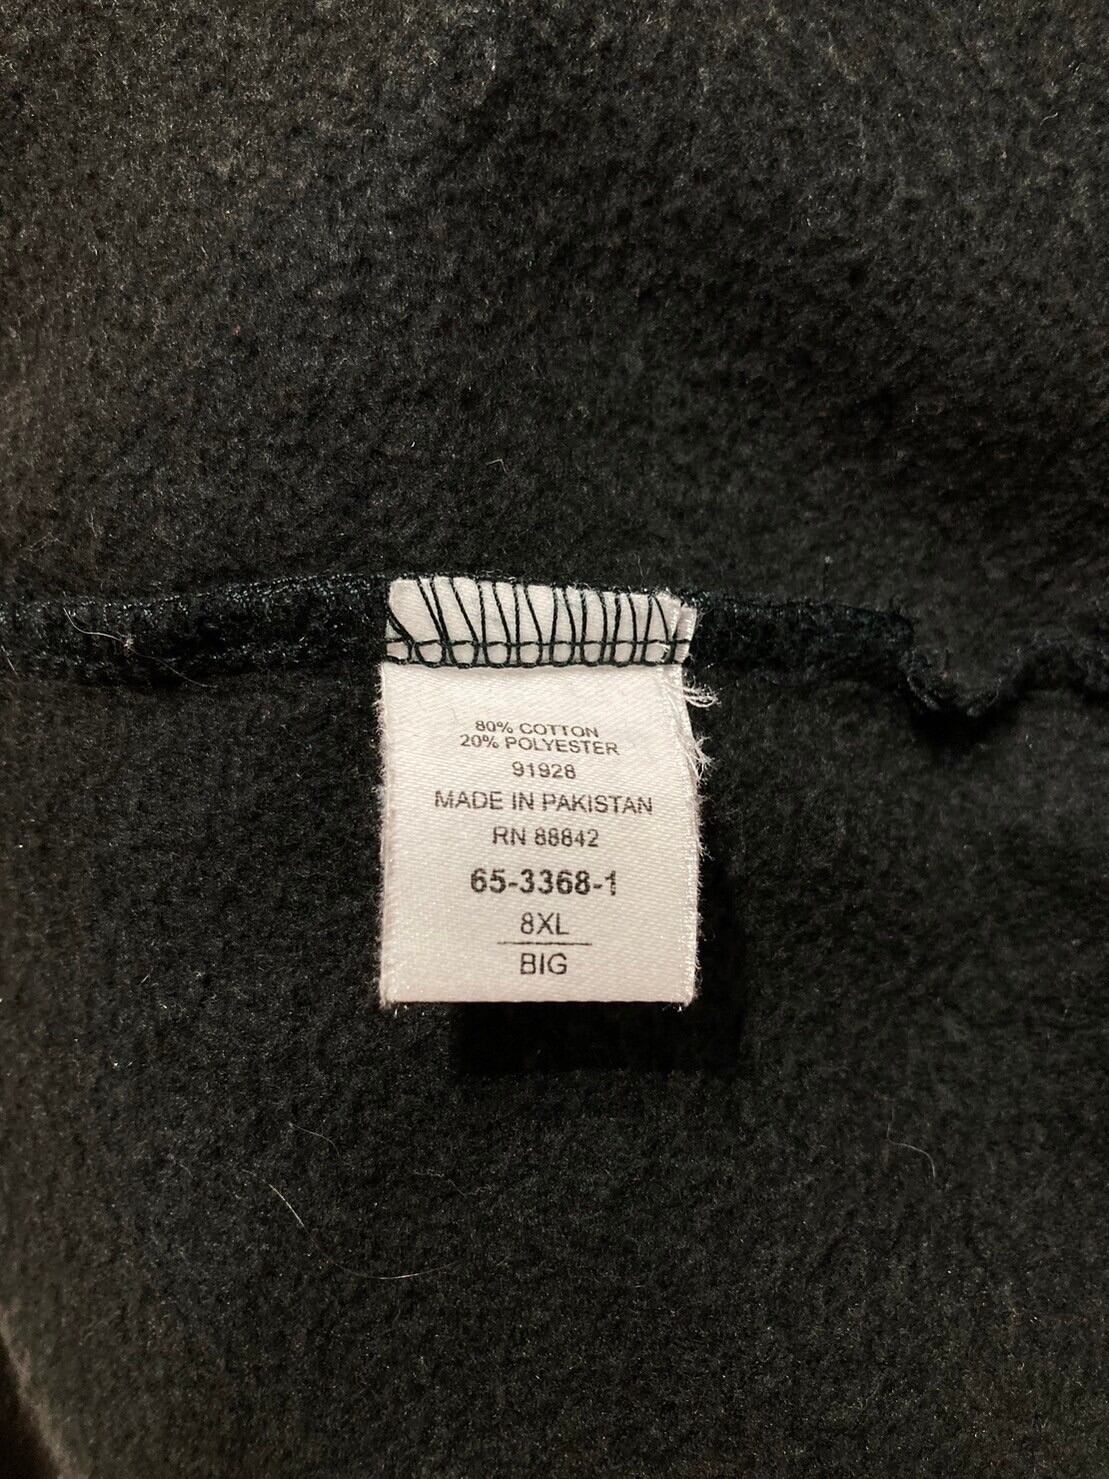 80% COTTON
20% POLYESTER
91928
MADE IN PAKISTAN
RN 88842
65-3368-1
8XL
BIG